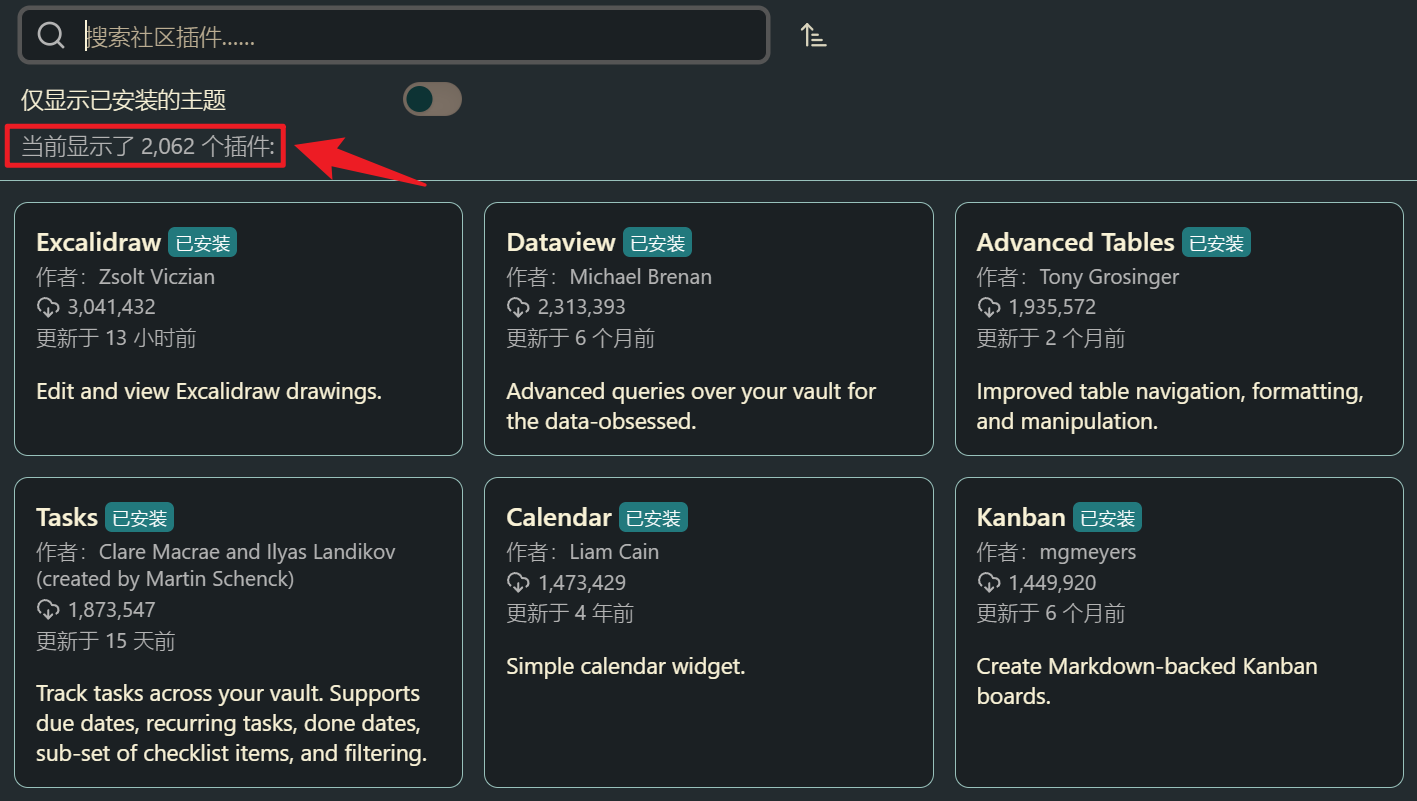 搜索社区插件......
仅显示已安装的主题
当前显示了 2,062 个插件:
Excalidraw 已安装
作者：Zsolt Viczian
3,041,432
更新于 13 小时前
Edit and view Excalidraw drawings.
Dataview 已安装
作者：Michael Brenan
2,313,393
更新于 6 个月前
Advanced queries over your vault for
the data-obsessed.
Advanced Tables 已安装
作者：Tony Grosinger
1,935,572
更新于 2 个月前
Improved table navigation, formatting,
and manipulation.
Tasks 已安装
作者：Clare Macrae and Ilyas Landikov
(created by Martin Schenck)
1,873,547
更新于 15 天前
Track tasks across your vault. Supports
due dates, recurring tasks, done dates,
sub-set of checklist items, and filtering.
Calendar 已安装
作者：Liam Cain
1,473,429
更新于 4 年前
Simple calendar widget.
Kanban 已安装
作者：mgmeyers
1,449,920
更新于 6 个月前
Create Markdown-backed Kanban
boards.